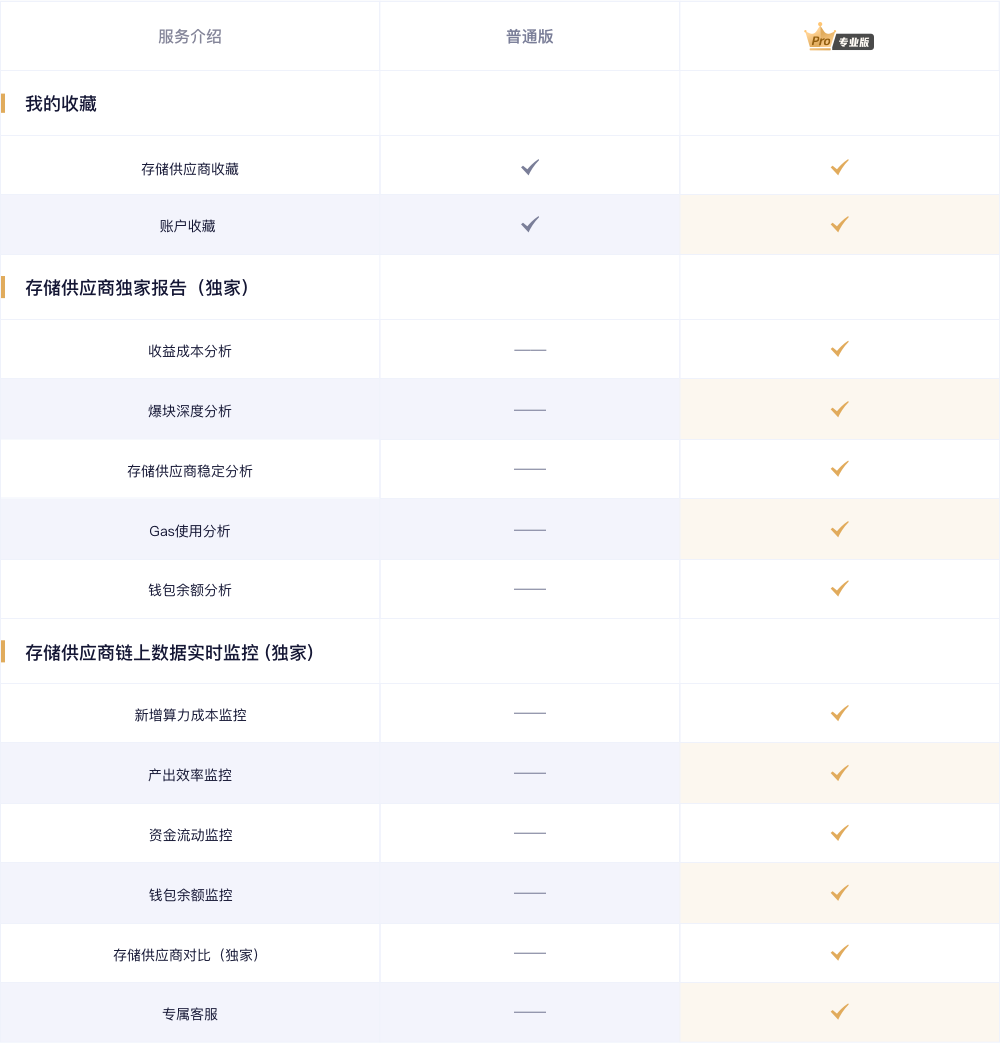 服务介绍 普通版 Pro 专业版
我的收藏
存储供应商收藏
账户收藏
存储供应商独家报告（独家）
收益成本分析
爆块深度分析
存储供应商稳定分析
Gas使用分析
钱包余额分析
存储供应商链上数据实时监控 (独家)
新增算力成本监控
产出效率监控
资金流动监控
钱包余额监控
存储供应商对比（独家）
专属客服